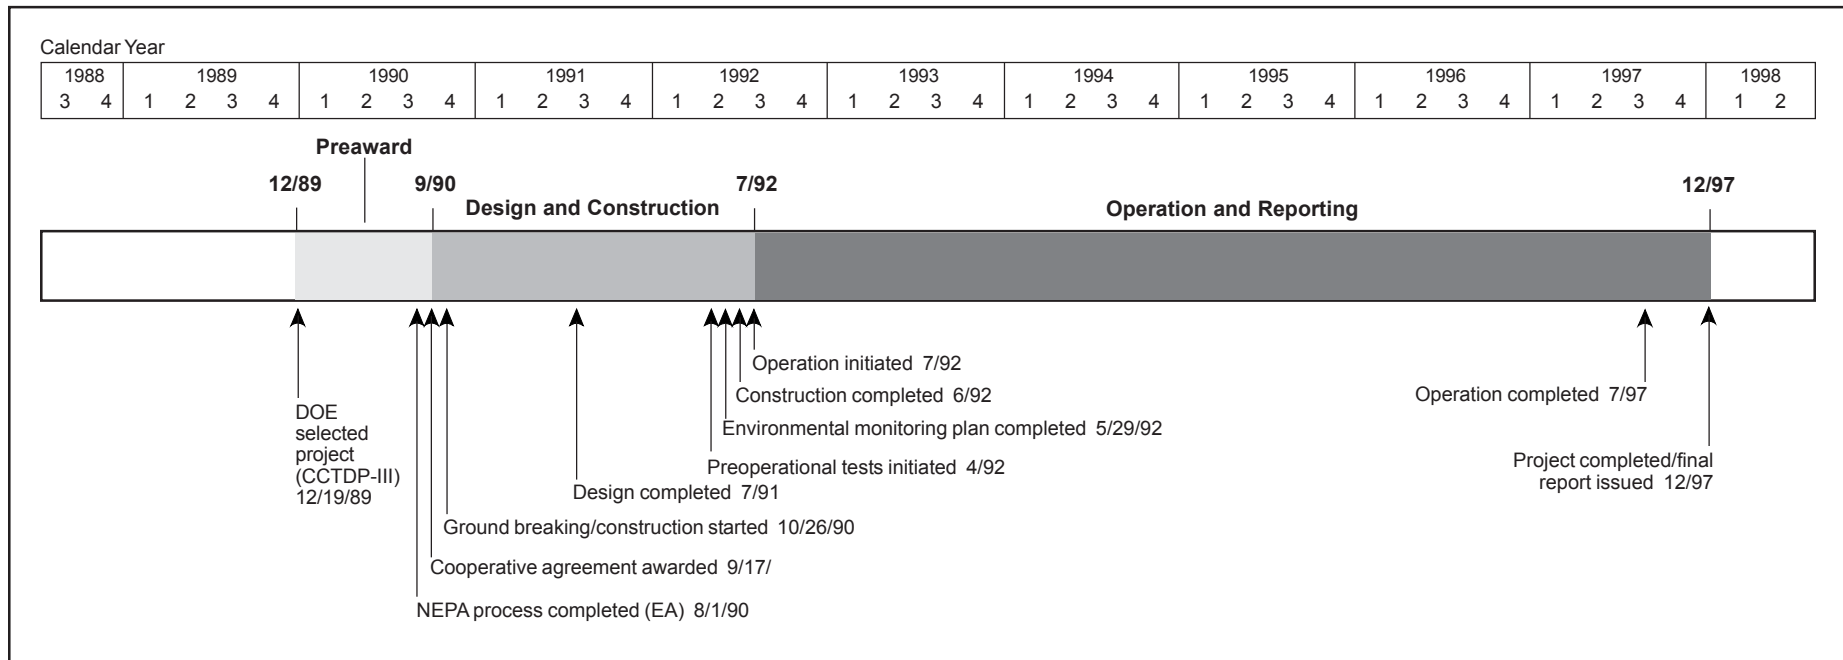 Calendar Year
1988 1989 1990 1991 1992 1993 1994 1995 1996 1997 1998
3 4 1 2 3 4 1 2 3 4 1 2 3 4 1 2 3 4 1 2 3 4 1 2 3 4 1 2 3 4 1 2 3 4 1 2 3 4 1 2
Preaward
12/89 9/90 7/92 12/97
Design and Construction Operation and Reporting
Operation initiated 7/92
Construction completed 6/92
Operation completed 7/97
Environmental monitoring plan completed 5/29/92
Preoperational tests initiated 4/92
DOE
selected
project
(CCTDP-III)
12/19/89
Project completed/final
report issued 12/97
Design completed 7/91
Ground breaking/construction started 10/26/90
Cooperative agreement awarded 9/17/
NEPA process completed (EA) 8/1/90